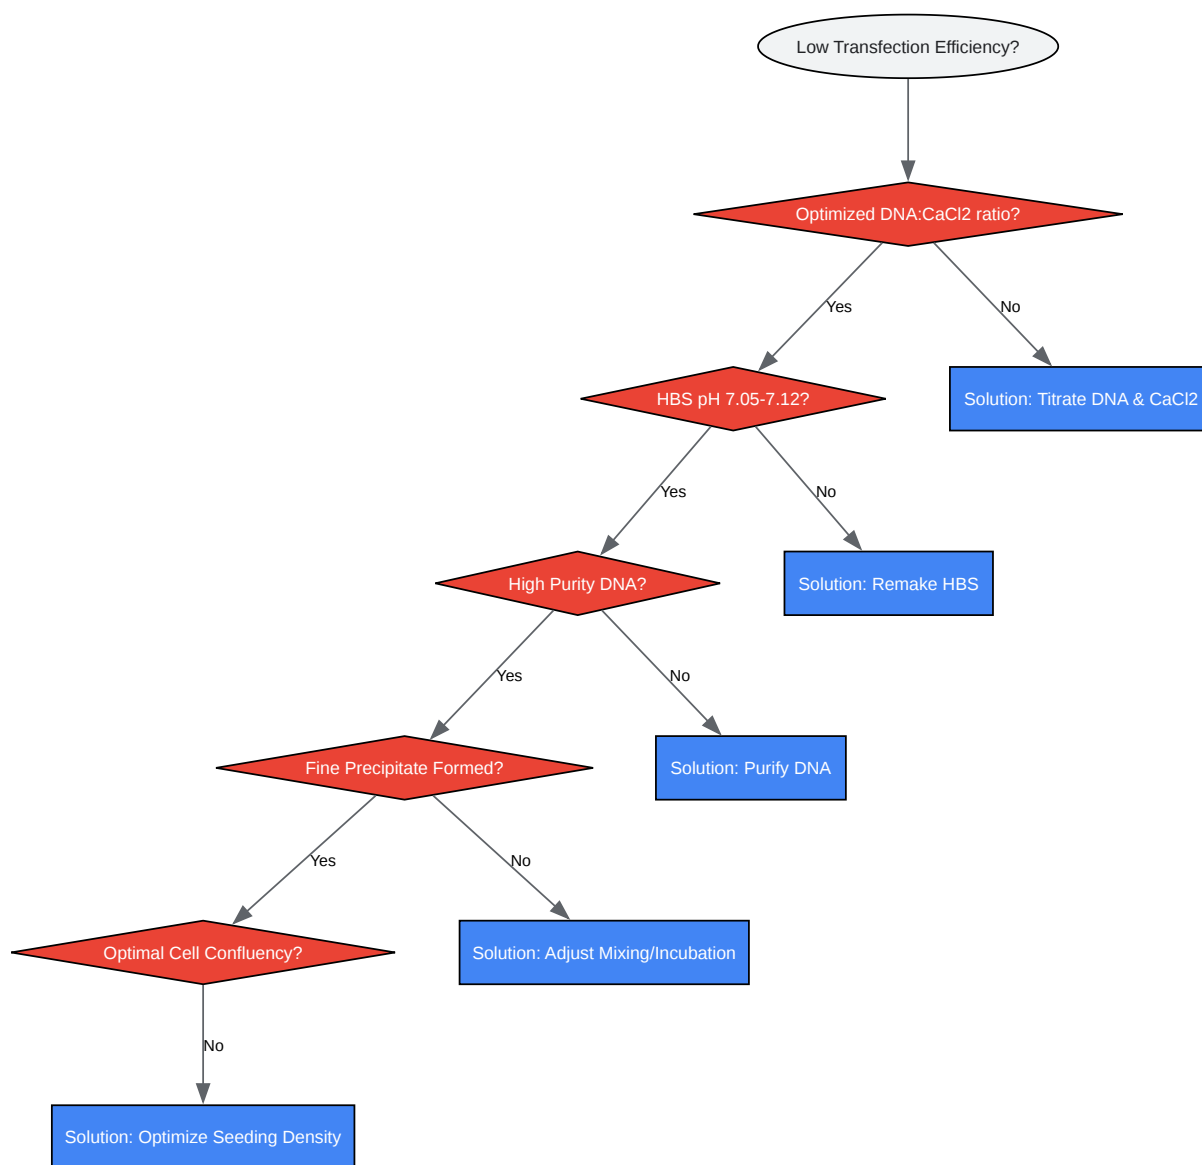 Low Transfection Efficiency?
Optimized DNA:CaCl2 ratio?
Yes
No
HBS pH 7.05-7.12?
Solution: Titrate DNA & CaCl2
Yes
No
High Purity DNA?
Solution: Remake HBS
Yes
No
Fine Precipitate Formed?
Solution: Purify DNA
Yes
No
Optimal Cell Confluency?
Solution: Adjust Mixing/Incubation
No
Solution: Optimize Seeding Density